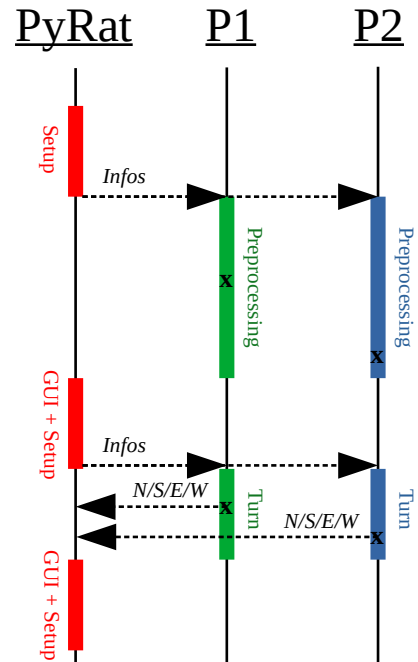 PyRat P1 P2
Setup
Infos
Preprocessing
Preprocessing
x
x
GUI + Setup
Infos
N/S/E/W
Turn
Turn
x
N/S/E/W
x
GUI + Setup